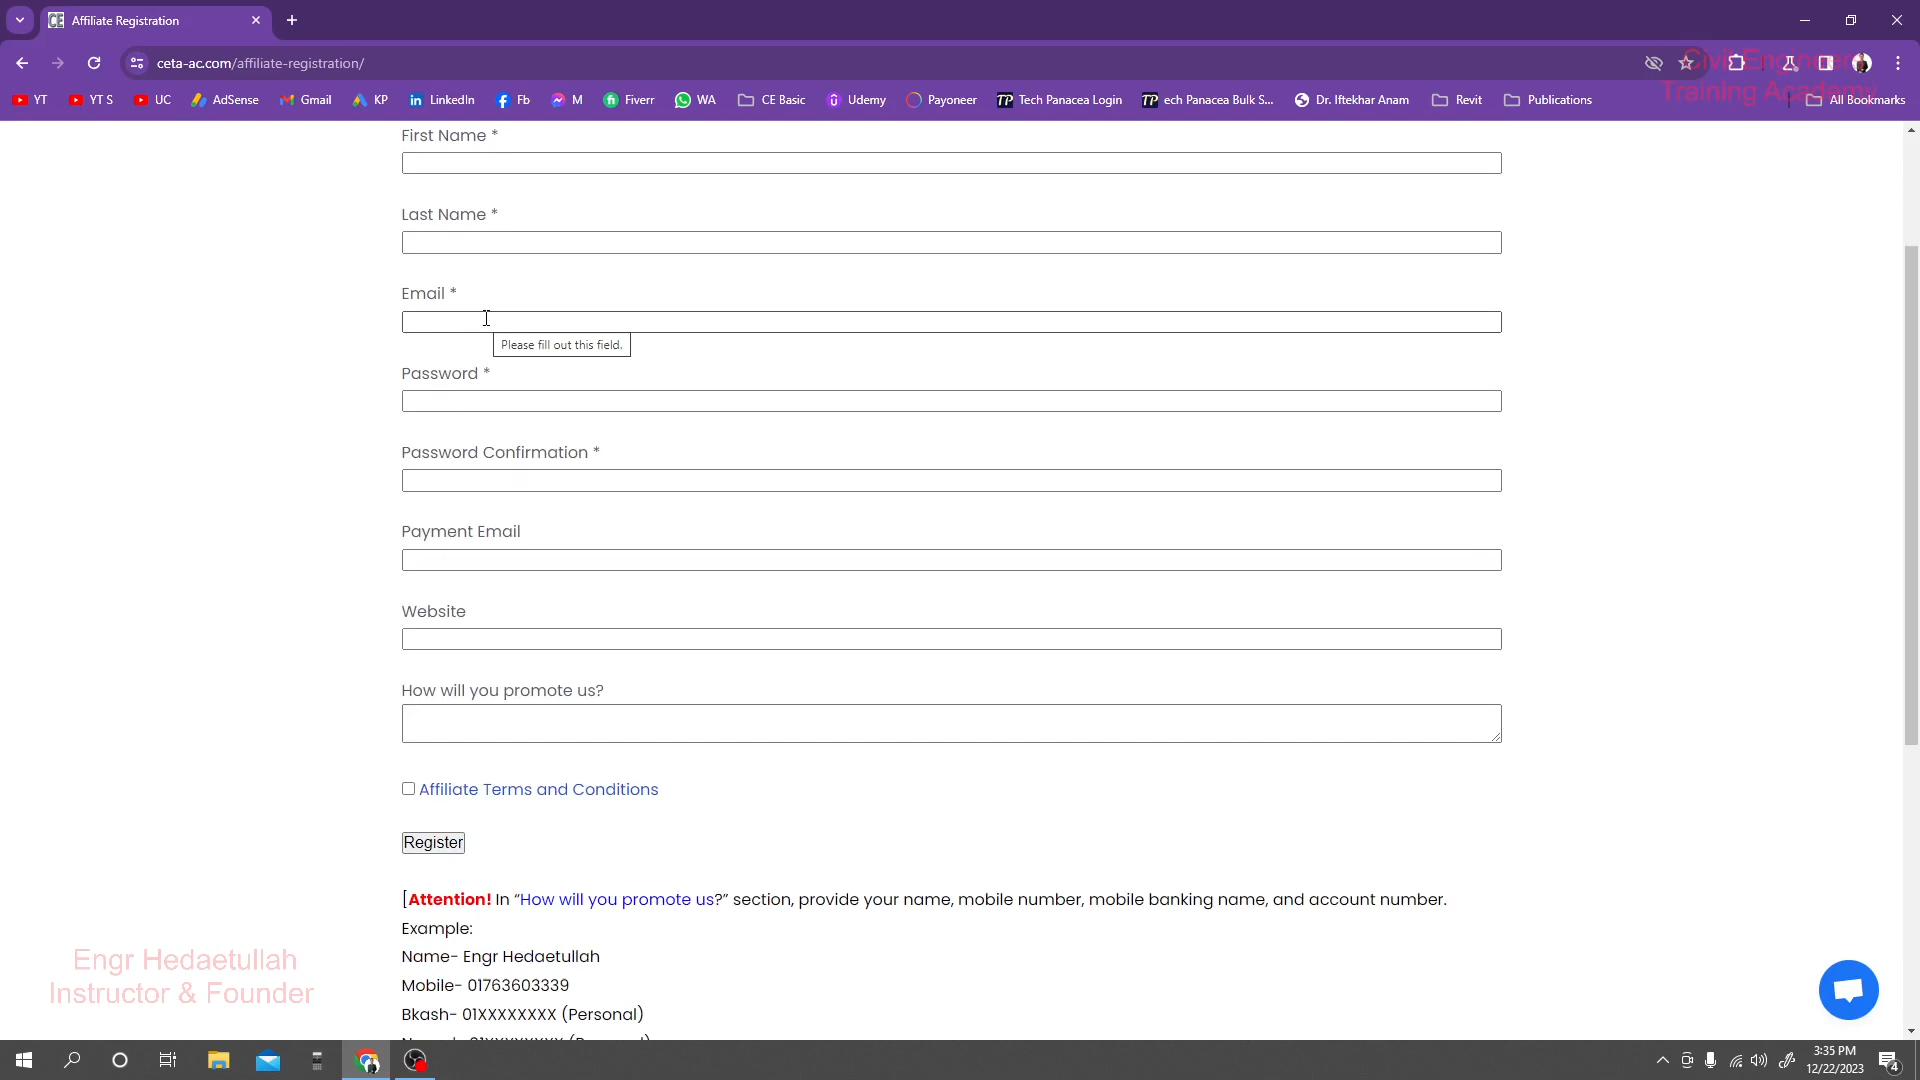 Affiliate Registration
ceta-ac.com/affiliate-registration/
Civil Engineers
Training Academy
YT
YT S
UC
AdSense
Gmail
KP
LinkedIn
Fb
M
Fiverr
WA
CE Basic
Udemy
Payoneer
Tech Panacea Login
ech Panacea Bulk S...
Dr. Iftekhar Anam
Revit
Publications
All Bookmarks
First Name *
Last Name *
Email *
Please fill out this field.
Password *
Password Confirmation *
Payment Email
Website
How will you promote us?
Affiliate Terms and Conditions
Register
[Attention! In “How will you promote us?” section, provide your name, mobile number, mobile banking name, and account number.
Example:
Name- Engr Hedaetullah
Mobile- 01763603339
Bkash- 01XXXXXXXX (Personal)
Engr Hedaetullah
Instructor & Founder
3:35 PM
12/22/2023
4